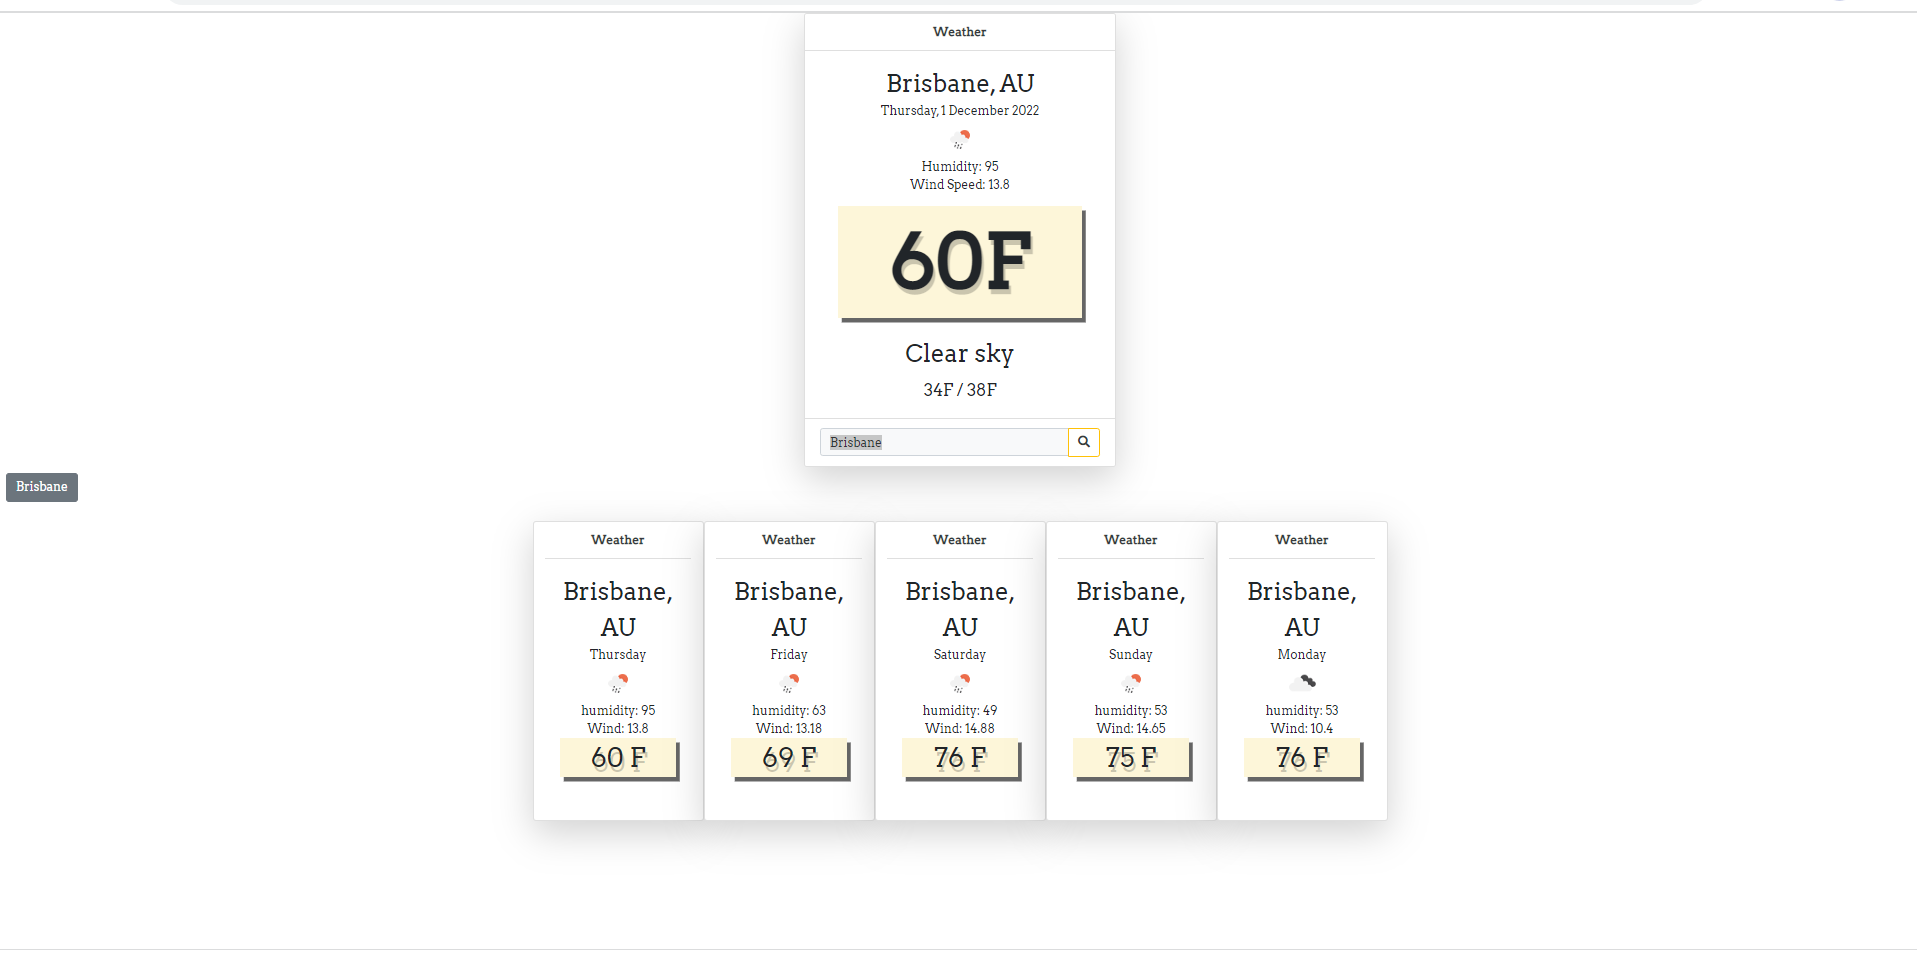 Weather
Brisbane, AU
Thursday, 1 December 2022
Humidity: 95
Wind Speed: 13.8
60F
Clear sky
34F / 38F
Brisbane
Brisbane
Weather
Brisbane,
AU
Thursday
humidity: 95
Wind: 13.8
60 F
Weather
Brisbane,
AU
Friday
humidity: 63
Wind: 13.18
69 F
Weather
Brisbane,
AU
Saturday
humidity: 49
Wind: 14.88
76 F
Weather
Brisbane,
AU
Sunday
humidity: 53
Wind: 14.65
75 F
Weather
Brisbane,
AU
Monday
humidity: 53
Wind: 10.4
76 F